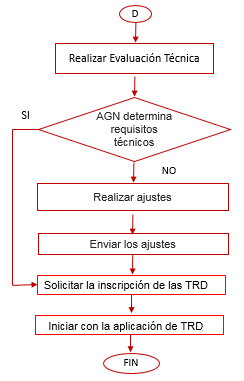 D
Realizar Evaluación Técnica
AGN determina
requisitos
técnicos
SI
NO
Realizar ajustes
Enviar los ajustes
Solicitar la inscripción de las TRD
Iniciar con la aplicación de TRD
FIN